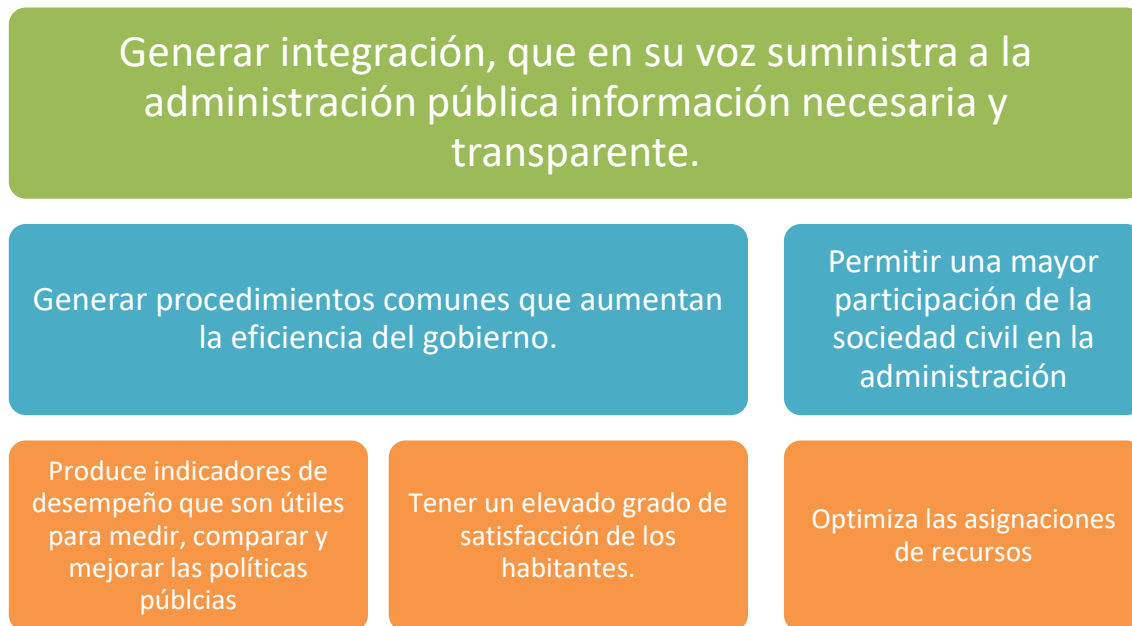 Generar integración, que en su voz suministra a la
administración pública información necesaria y
transparente.
Generar procedimientos comunes que aumentan
la eficiencia del gobierno.
Permitir una mayor
participación de la
sociedad civil en la
administración
Produce indicadores de
desempeño que son útiles
para medir, comparar y
mejorar las políticas
públcias
Tener un elevado grado de
satisfacción de los
habitantes.
Optimiza las asignaciones
de recursos